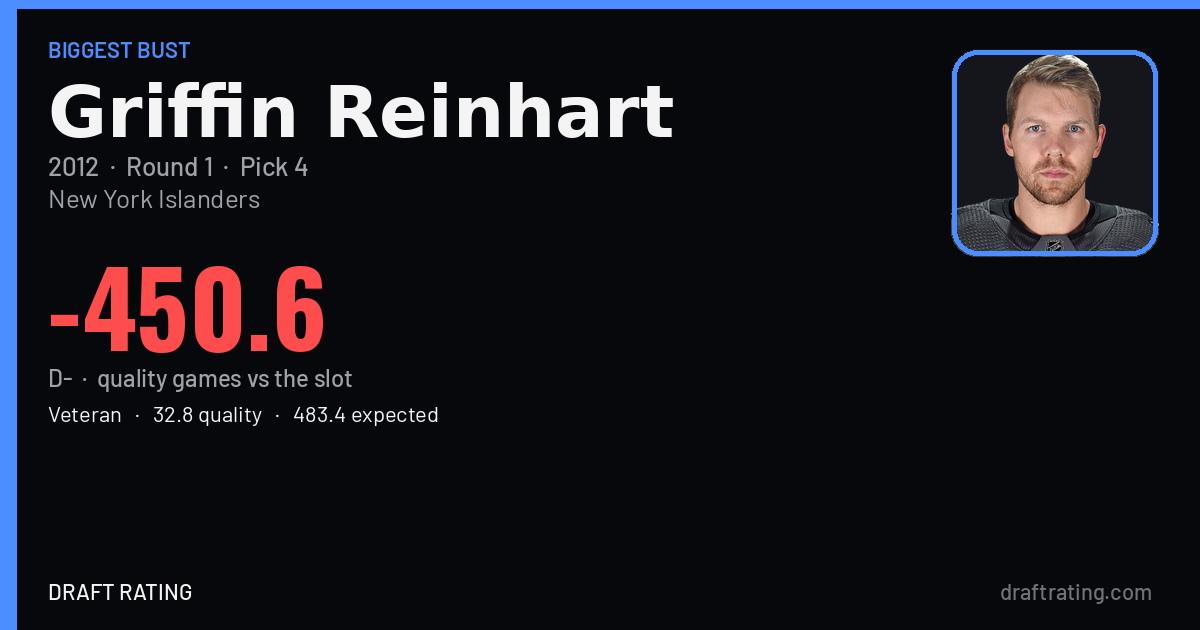 BIGGEST BUST
Griffin Reinhart
2012 · Round 1 · Pick 4
New York Islanders
-450.6
D- · quality games vs the slot
Veteran · 32.8 quality · 483.4 expected
DRAFT RATING
draftrating.com